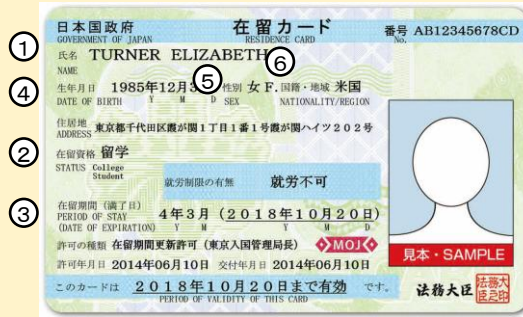 日本国政府 在留カード 番号 AB12345678CD
GOVERNMENT OF JAPAN RESIDENCE CARD No.
① 氏名 TURNER ELIZABETH ⑥
NAME
④ 生年月日 1985年12月3 ⑤ 性別 女 F. 国籍・地域 米国
DATE OF BIRTH Y M D SEX NATIONALITY/REGION
住居地 東京都千代田区霞が関1丁目1番1号霞が関ハイツ202号
ADDRESS
② 在留資格 留学
STATUS College Student
就労制限の有無 就労不可
③ 在留期間(満了日)
PERIOD OF STAY 4年3月(2018年10月20日)
(DATE OF EXPIRATION) Y M Y M D
許可の種類 在留期間更新許可(東京入国管理局長) MOJ
見本・SAMPLE
許可年月日 2014年06月10日 交付年月日 2014年06月10日
このカードは 2018年10月20日まで有効 です。 法務大臣
PERIOD OF VALIDITY OF THIS CARD